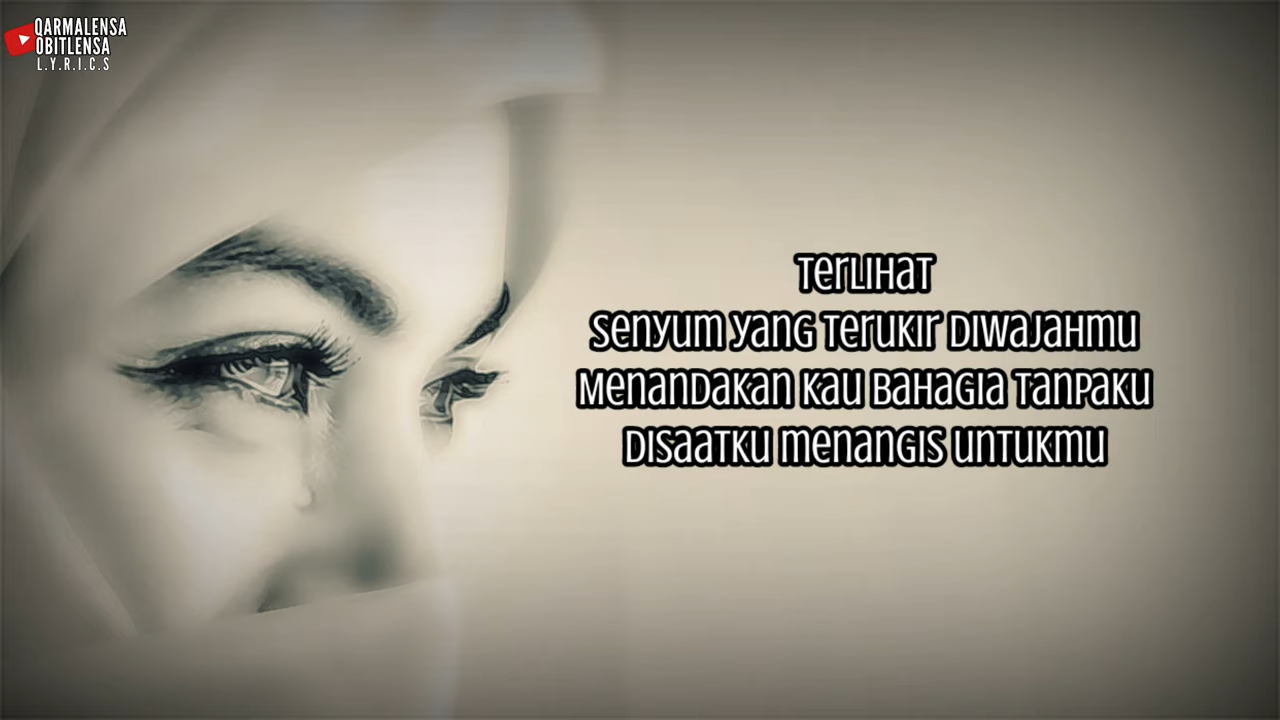 QARMALENSA
OBITLENSA
L.Y.R.I.C.S
Terlihat
Senyum yang terukir diwajahmu
Menandakan kau bahagia tanpaku
Disaatku menangis untukmu